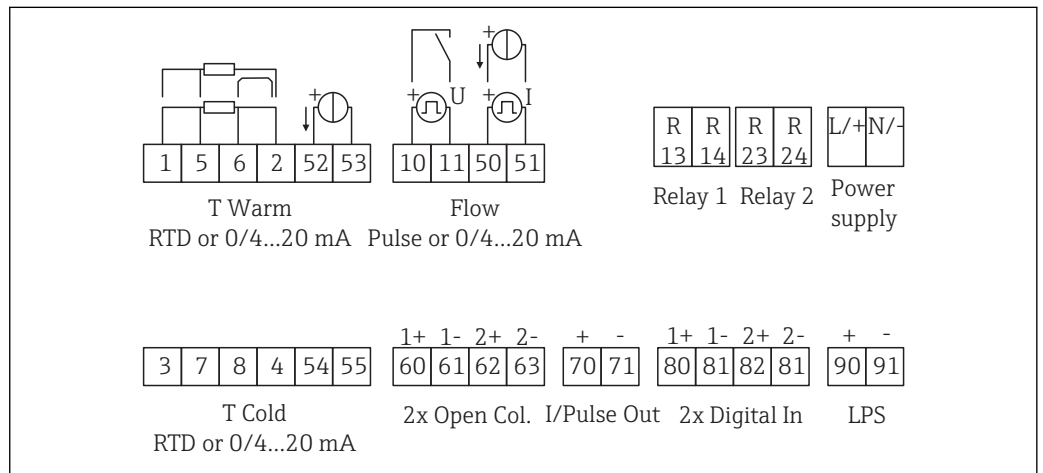 + U + I
+
+
1 5 6 2 52 53
10 11 50 51
R R R R L/+ N/-
13 14 23 24
T Warm
RTD or 0/4...20 mA
Flow
Pulse or 0/4...20 mA
Relay 1 Relay 2
Power
supply
1+ 1- 2+ 2-
+ -
1+ 1- 2+ 2-
+ -
3 7 8 4 54 55
60 61 62 63
70 71
80 81 82 81
90 91
T Cold
RTD or 0/4...20 mA
2x Open Col.
I/Pulse Out
2x Digital In
LPS